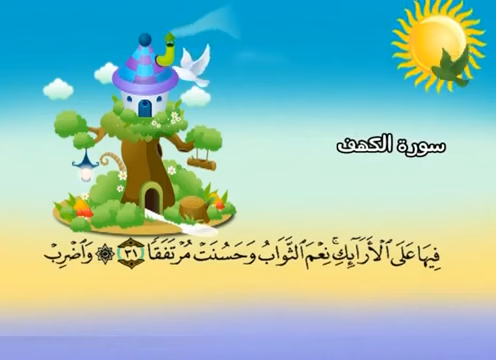 سورة الكهف
فِيهَا عَلَى ٱلْأَرَآئِكِ ۚ نِعْمَ ٱلثَّوَابُ وَحَسُنَتْ مُرْتَفَقًا ٣١ ۞ وَٱضْرِبْ